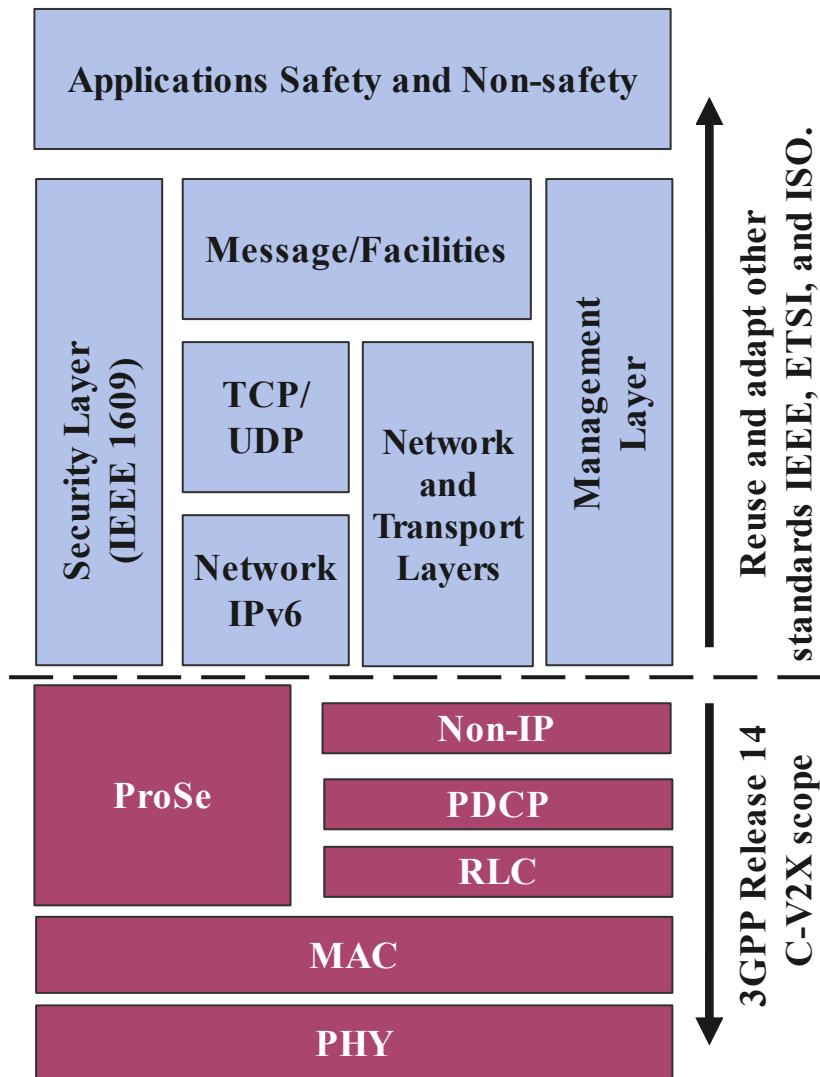 Applications Safety and Non-safety
Security Layer
(IEEE 1609)
Message/Facilities
TCP/
UDP
Network
IPv6
Network
and
Transport
Layers
Management
Layer
Reuse and adapt other
standards IEEE, ETSI, and ISO.
ProSe
Non-IP
PDCP
RLC
MAC
PHY
3GPP Release 14
C-V2X scope